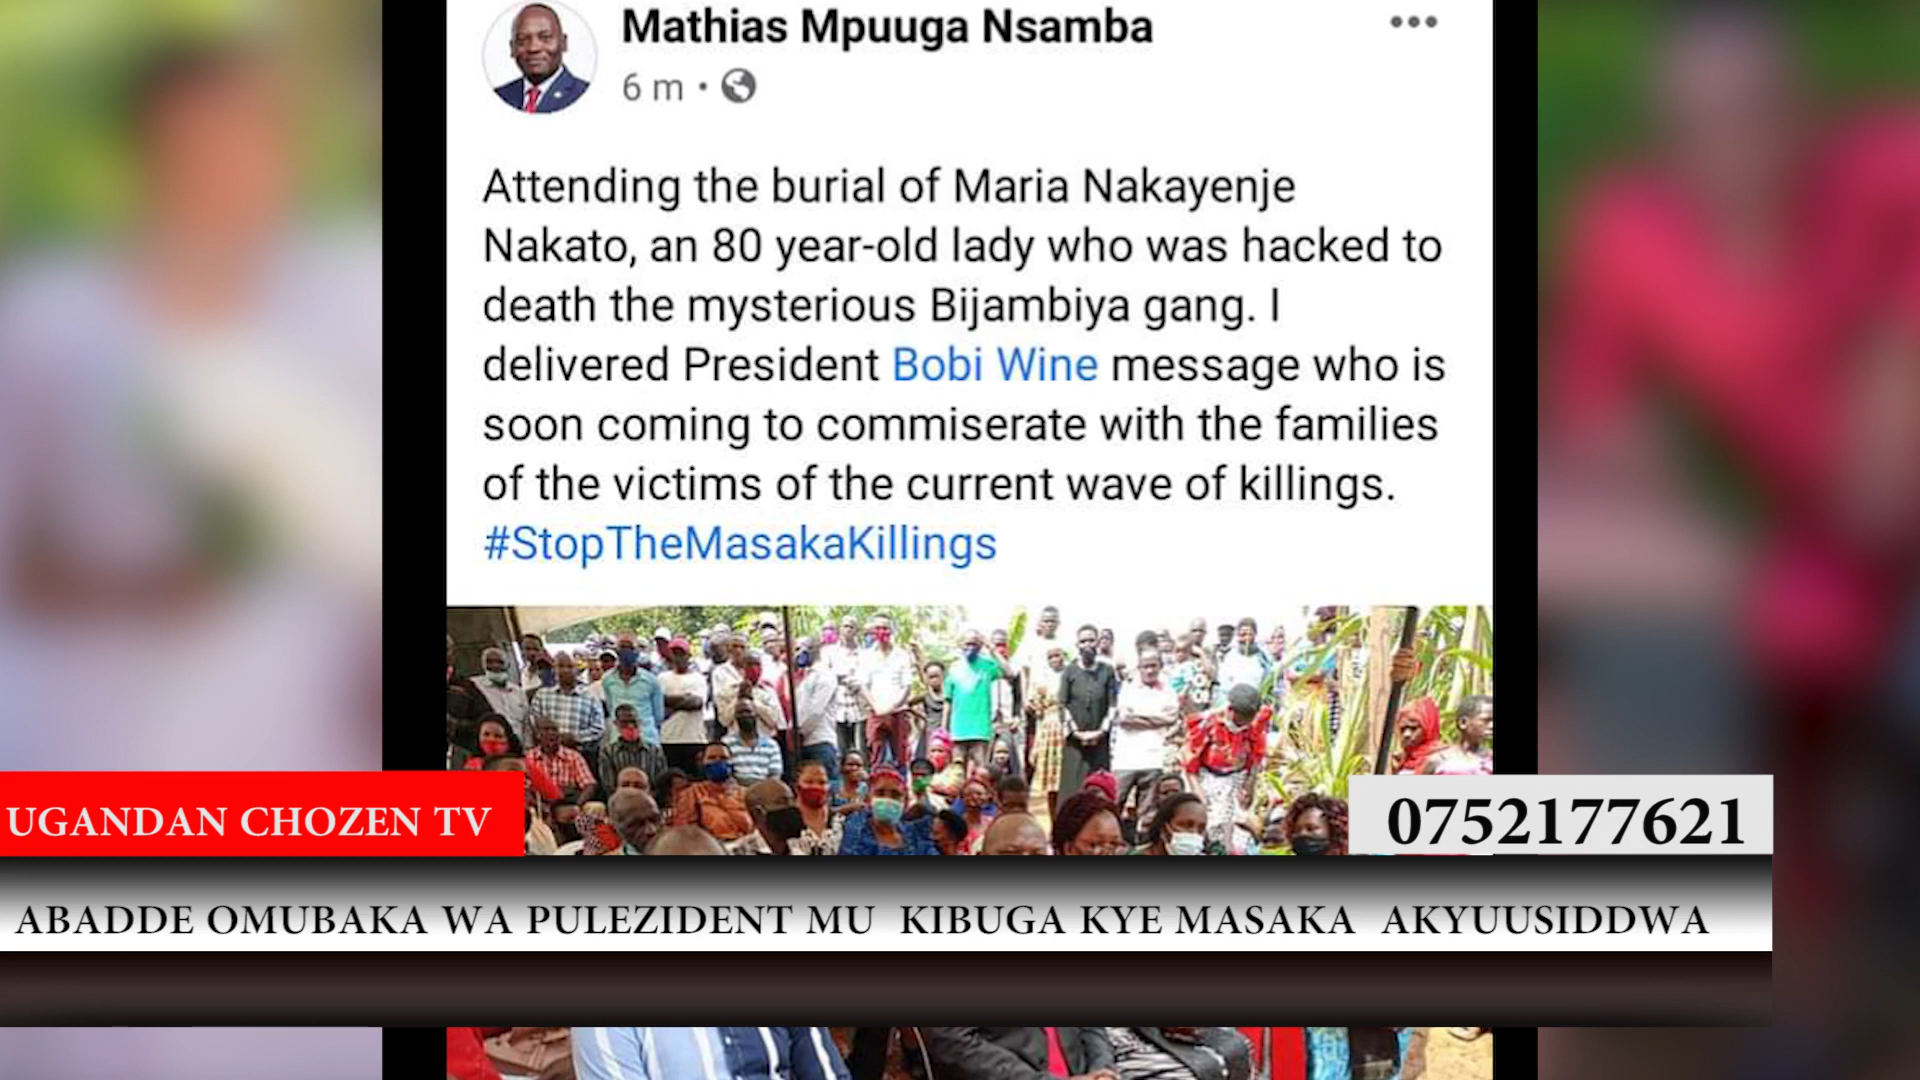 Mathias Mpuuga Nsamba
6 m
Attending the burial of Maria Nakayenje
Nakato, an 80 year-old lady who was hacked to
death the mysterious Bijambiya gang. I
delivered President Bobi Wine message who is
soon coming to commiserate with the families
of the victims of the current wave of killings.
#StopTheMasakaKillings
UGANDAN CHOZEN TV
0752177621
ABADDE OMUBAKA WA PULEZIDENT MU KIBUGA KYE MASAKA AKYUUSIDDWA